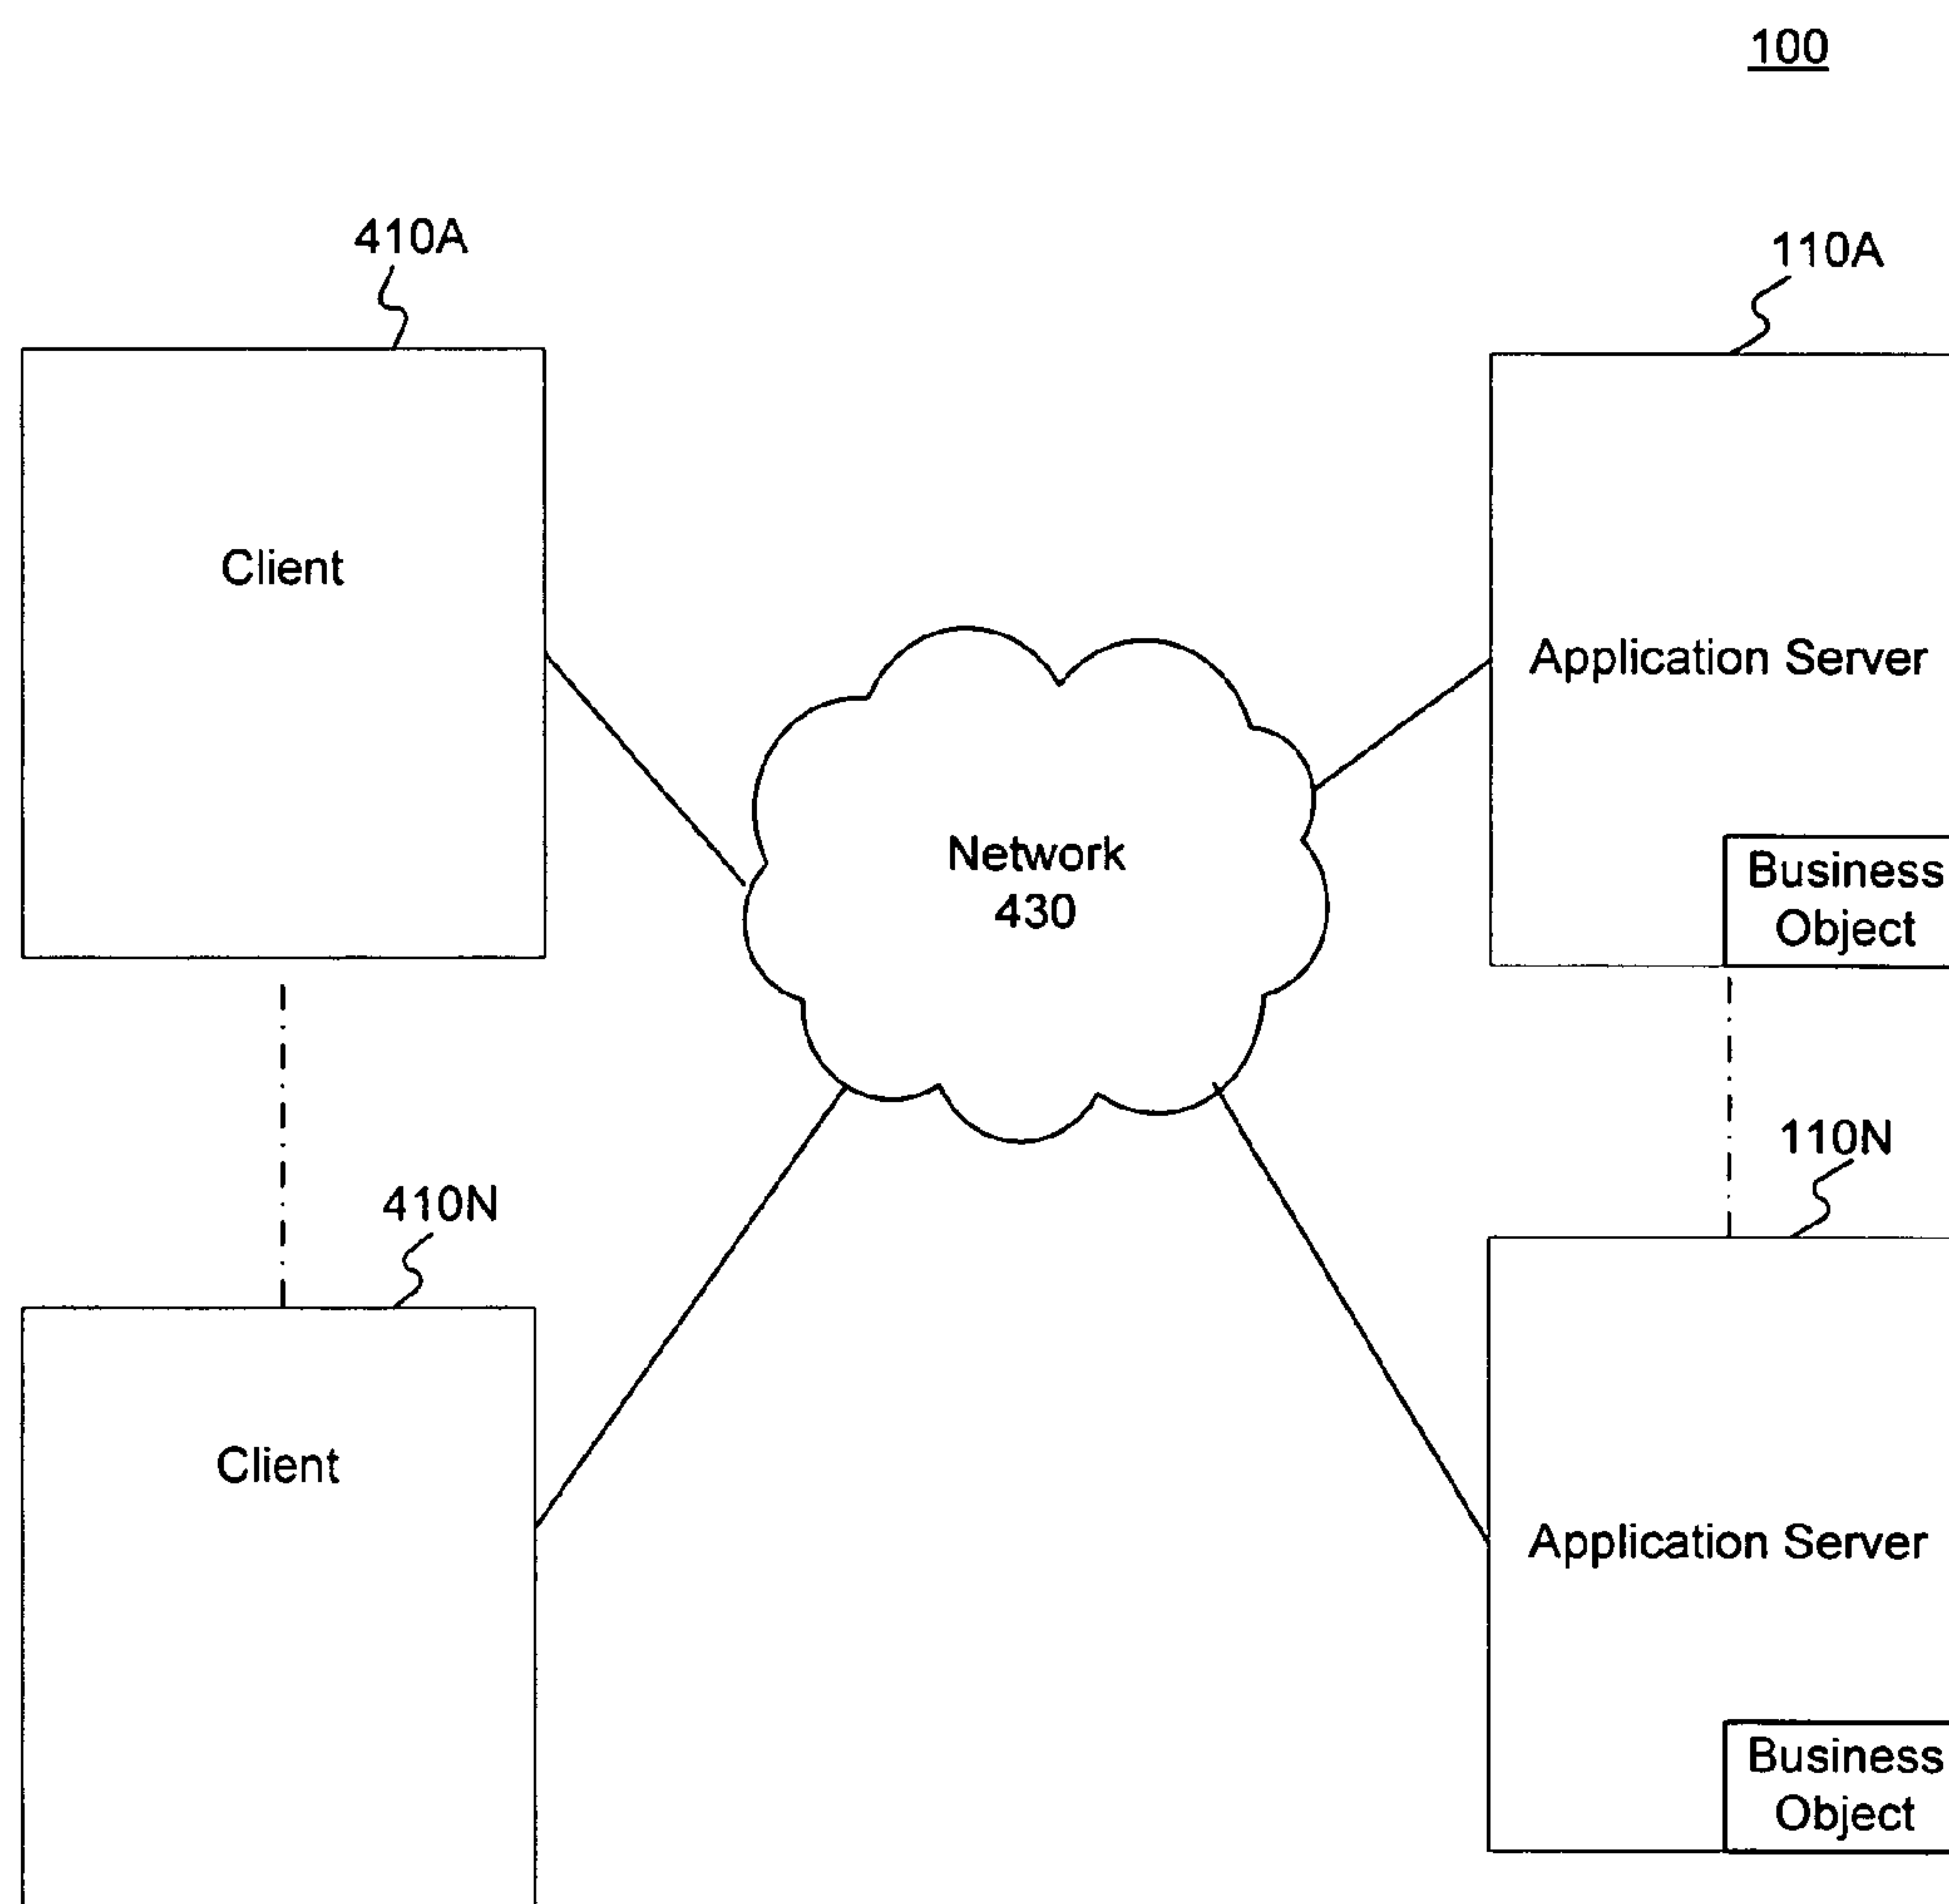 100
410A
110A
Client
Application Server
Network
430
Business
Object
110N
410N
Client
Application Server
Business
Object